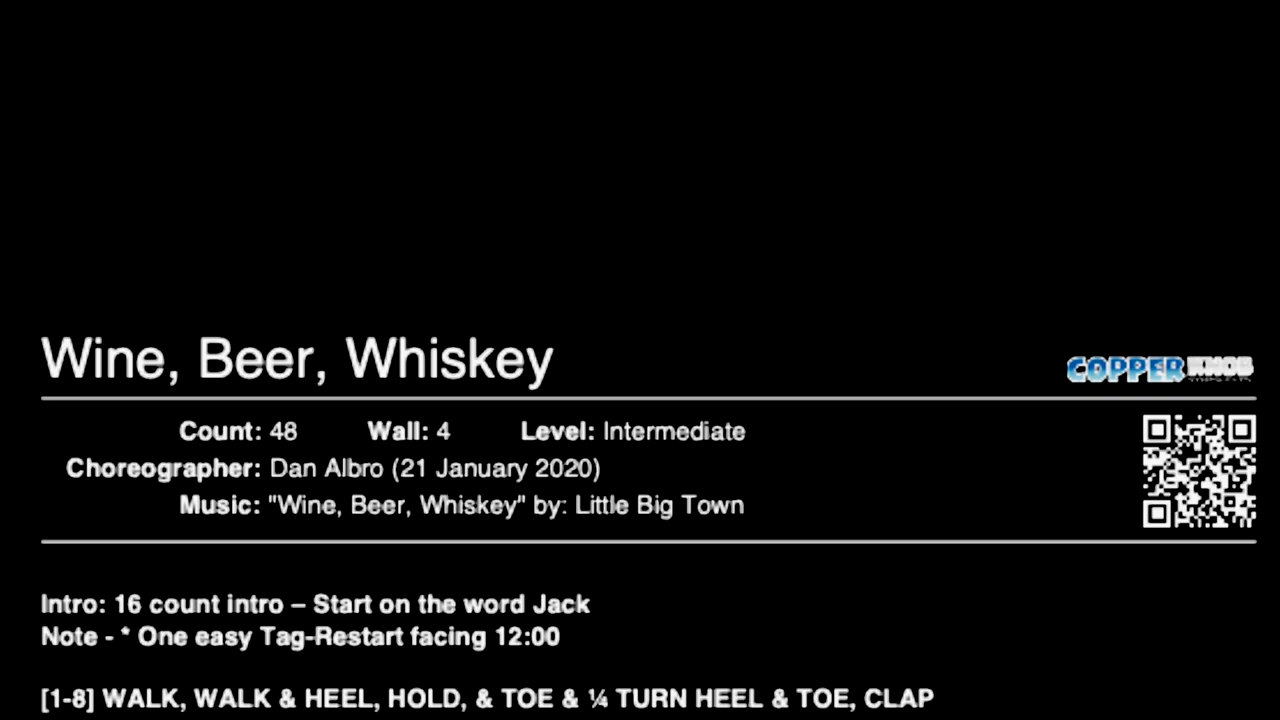 Wine, Beer, Whiskey
COPPER KNOB
Count: 48 Wall: 4 Level: Intermediate
Choreographer: Dan Albro (21 January 2020)
Music: "Wine, Beer, Whiskey" by: Little Big Town
Intro: 16 count intro – Start on the word Jack
Note - * One easy Tag-Restart facing 12:00
[1-8] WALK, WALK & HEEL, HOLD, & TOE & ¼ TURN HEEL & TOE, CLAP